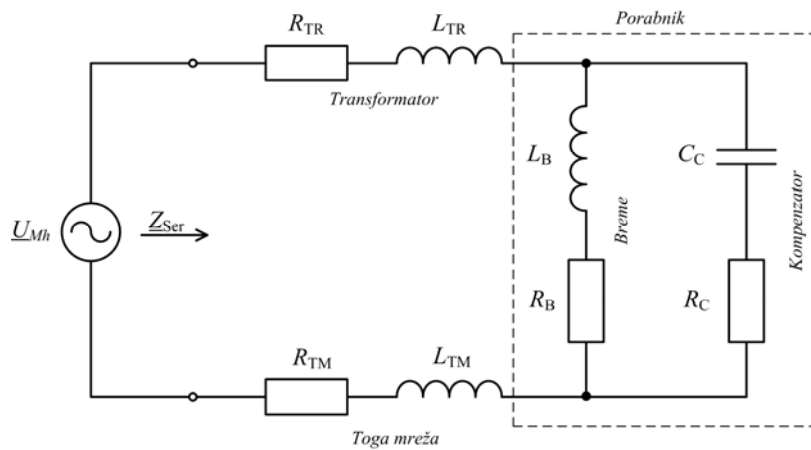 Porabnik
R_TR
L_TR
Transformator
L_B
C_C
Breme
Kompenzator
U_Mh
Z_Ser
R_B
R_C
R_TM
L_TM
Toga mreža